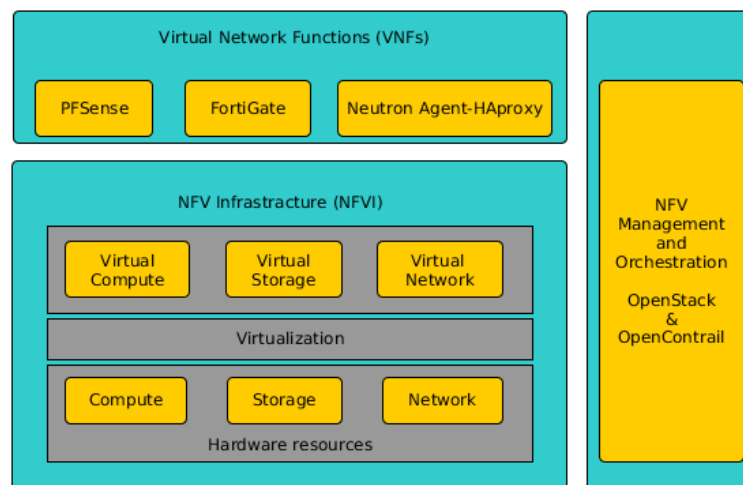 Virtual Network Functions (VNFs)
PFSense
FortiGate
Neutron Agent-HAproxy
NFV Infrastracture (NFVI)
Virtual
Compute
Virtual
Storage
Virtual
Network
Virtualization
Compute
Storage
Network
Hardware resources
NFV
Management
and
Orchestration
OpenStack
&
OpenContrail